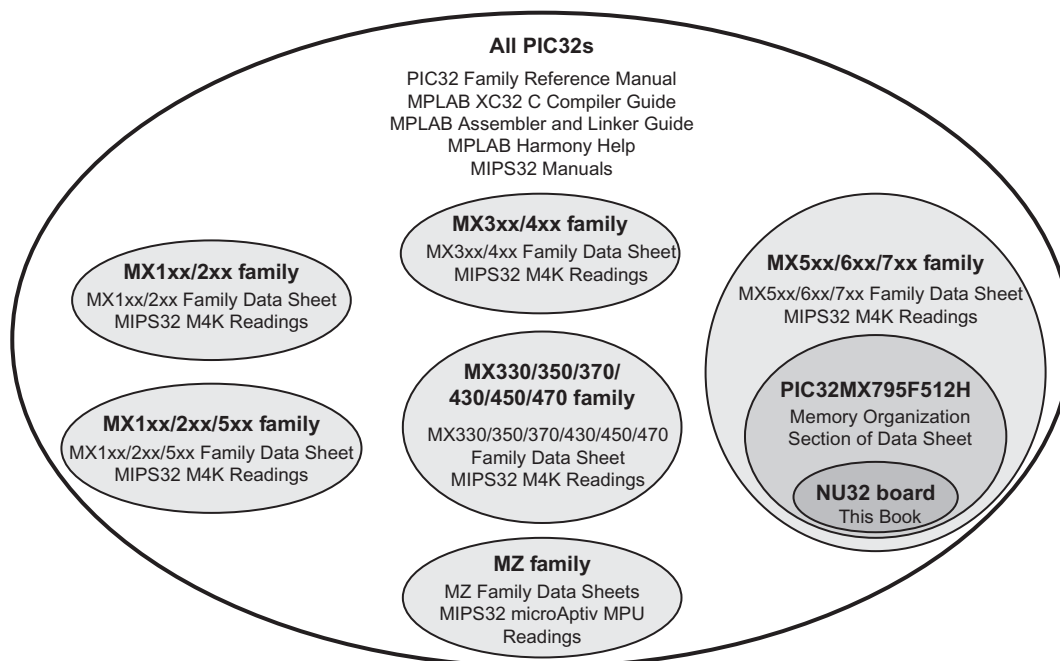 All PIC32s
PIC32 Family Reference Manual
MPLAB XC32 C Compiler Guide
MPLAB Assembler and Linker Guide
MPLAB Harmony Help
MIPS32 Manuals
MX1xx/2xx family
MX1xx/2xx Family Data Sheet
MIPS32 M4K Readings
MX1xx/2xx/5xx family
MX1xx/2xx/5xx Family Data Sheet
MIPS32 M4K Readings
MX3xx/4xx family
MX3xx/4xx Family Data Sheet
MIPS32 M4K Readings
MX330/350/370/
430/450/470 family
MX330/350/370/430/450/470
Family Data Sheet
MIPS32 M4K Readings
MZ family
MZ Family Data Sheets
MIPS32 microAptiv MPU
Readings
MX5xx/6xx/7xx family
MX5xx/6xx/7xx Family Data Sheet
MIPS32 M4K Readings
PIC32MX795F512H
Memory Organization
Section of Data Sheet
NU32 board
This Book